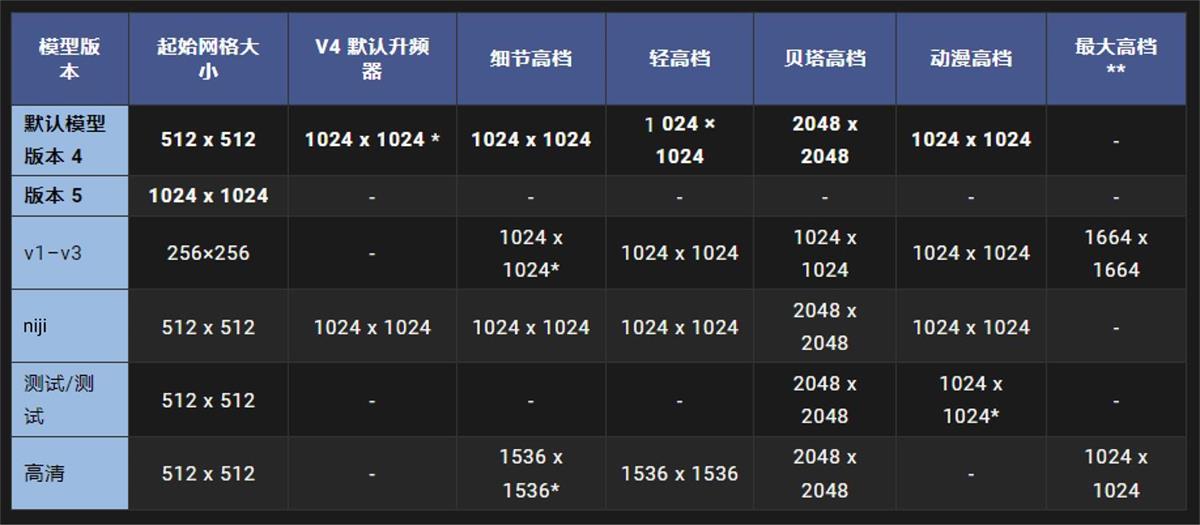 模型版
本
起始网格大
小
V4 默认升频
器
细节高档
轻高档
贝塔高档
动漫高档
最大高档
**
默认模型
版本 4
512 x 512
1024 x 1024 *
1024 x 1024
1 024 ×
1024
2048 x
2048
1024 x 1024
-
版本 5
1024 x 1024
-
-
-
-
-
-
v1–v3
256×256
-
1024 x
1024*
1024 x 1024
1024 x
1024
1024 x 1024
1664 x
1664
niji
512 x 512
1024 x 1024
1024 x 1024
1024 x 1024
2048 x
2048
1024 x 1024
-
测试/测
试
512 x 512
-
-
-
2048 x
2048
1024 x
1024*
-
高清
512 x 512
-
1536 x
1536*
1536 x 1536
2048 x
2048
-
1024 x
1024